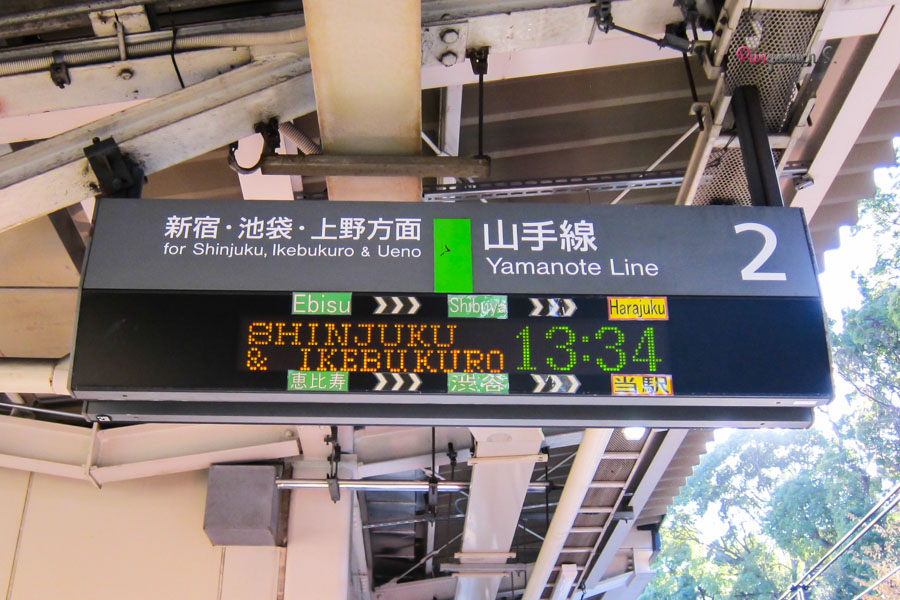 新宿・池袋・上野方面
for Shinjuku, Ikebukuro & Ueno
山手線
Yamanote Line
2
Ebisu >>> Shibuya >>> Harajuku
SHINJUKU
& IKEBUKURO
13:34
恵比寿 >>> 渋谷 >>> 当駅